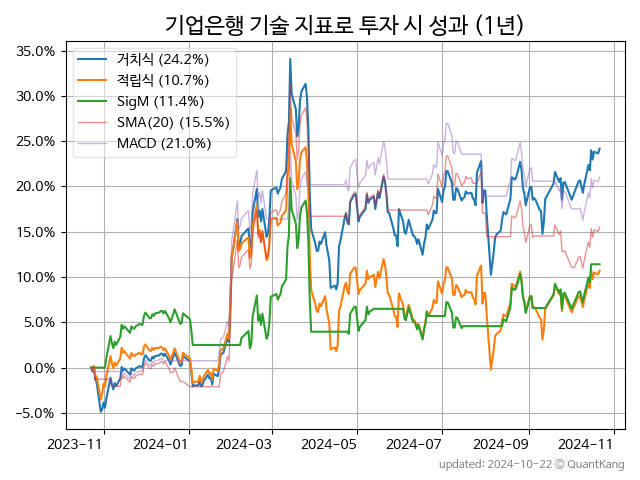 기업은행 기술 지표로 투자 시 성과 (1년)
거치식 (24.2%)
적립식 (10.7%)
SigM (11.4%)
SMA(20) (15.5%)
MACD (21.0%)
35.0%
30.0%
25.0%
20.0%
15.0%
10.0%
5.0%
0.0%
−5.0%
2023-11 2024-01 2024-03 2024-05 2024-07 2024-09 2024-11
updated: 2024-10-22 © QuantKang